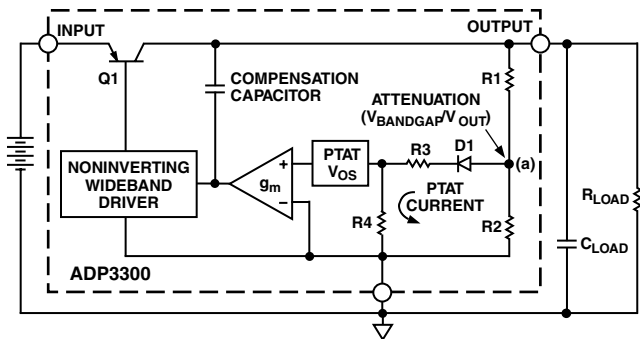 INPUT
OUTPUT
Q1
COMPENSATION
CAPACITOR
R1
ATTENUATION
(VBANDGAP/VOUT)
NONINVERTING
WIDEBAND
DRIVER
gm
+
−
PTAT
VOS
R3
D1
(a)
PTAT
CURRENT
R4
R2
RLOAD
CLOAD
ADP3300